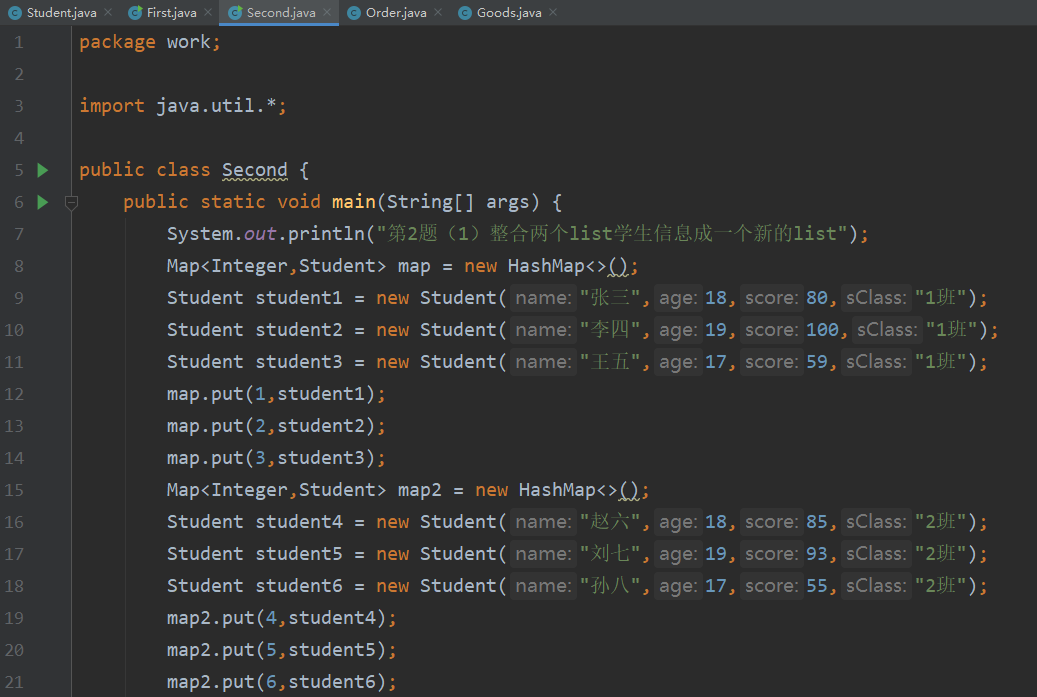 Student.java × First.java × Second.java × Order.java × Goods.java ×
1 package work;
2
3 import java.util.*;
4
5 public class Second {
6 public static void main(String[] args) {
7 System.out.println("第2题（1）整合两个list学生信息成一个新的list");
8 Map<Integer,Student> map = new HashMap<>();
9 Student student1 = new Student( name: "张三", age: 18, score: 80, sClass: "1班");
10 Student student2 = new Student( name: "李四", age: 19, score: 100, sClass: "1班");
11 Student student3 = new Student( name: "王五", age: 17, score: 59, sClass: "1班");
12 map.put(1,student1);
13 map.put(2,student2);
14 map.put(3,student3);
15 Map<Integer,Student> map2 = new HashMap<>();
16 Student student4 = new Student( name: "赵六", age: 18, score: 85, sClass: "2班");
17 Student student5 = new Student( name: "刘七", age: 19, score: 93, sClass: "2班");
18 Student student6 = new Student( name: "孙八", age: 17, score: 55, sClass: "2班");
19 map2.put(4,student4);
20 map2.put(5,student5);
21 map2.put(6,student6);